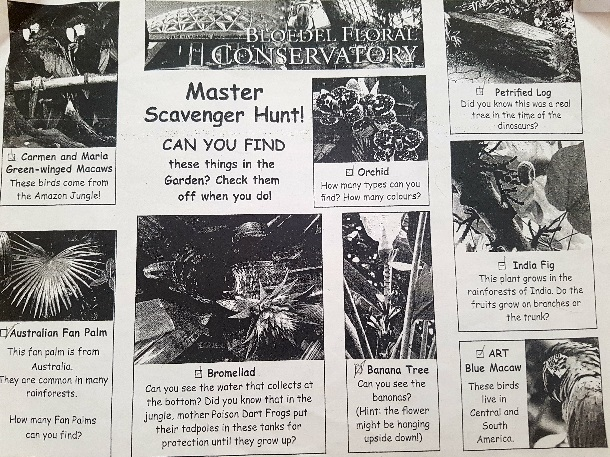 BLOEDEL FLORAL
CONSERVATORY
Master
Scavenger Hunt!
CAN YOU FIND
these things in the
Garden? Check them
off when you do!
Carmen and Maria
Green-winged Macaws
These birds come from
the Amazon Jungle!
Orchid
How many types can you
find? How many colours?
Petrified Log
Did you know this was a real
tree in the time of the
dinosaurs?
Australian Fan Palm
This fan palm is from
Australia.
They are common in many
rainforests.
How many Fan Palms
can you find?
Bromeliad
Can you see the water that collects at
the bottom? Did you know that in the
jungle, mother Poison Dart Frogs put
their tadpoles in these tanks for
protection until they grow up?
Banana Tree
Can you see the
bananas?
(Hint: the flower
might be hanging
upside down!)
India Fig
This plant grows in the
rainforests of India. Do the
fruits grow on branches or
the trunk?
ART
Blue Macaw
These birds
live in
Central and
South
America.